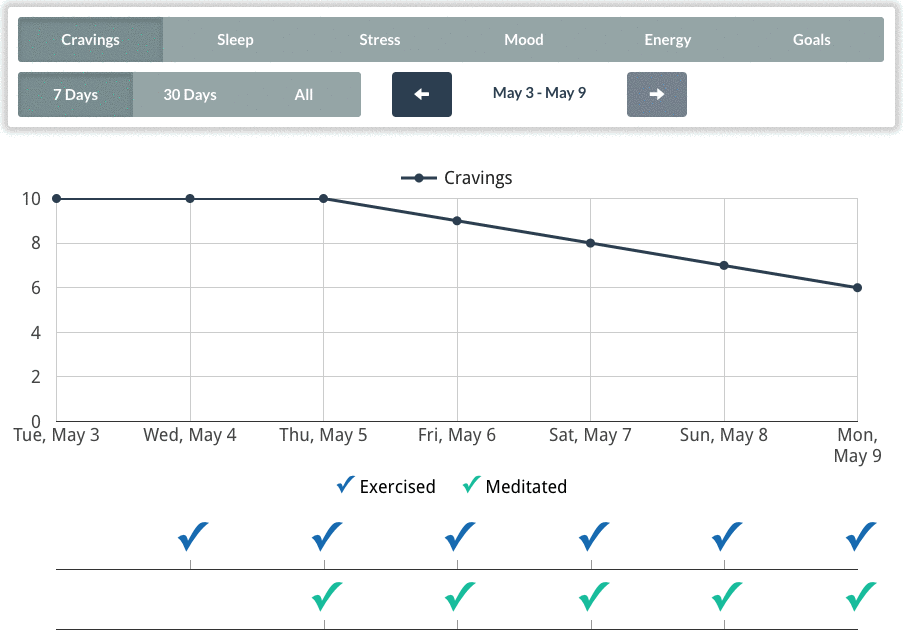 Cravings Sleep Stress Mood Energy Goals
7 Days 30 Days All May 3 - May 9
Cravings
10
8
6
4
2
0
Tue, May 3 Wed, May 4 Thu, May 5 Fri, May 6 Sat, May 7 Sun, May 8 Mon,
May 9
Exercised Meditated